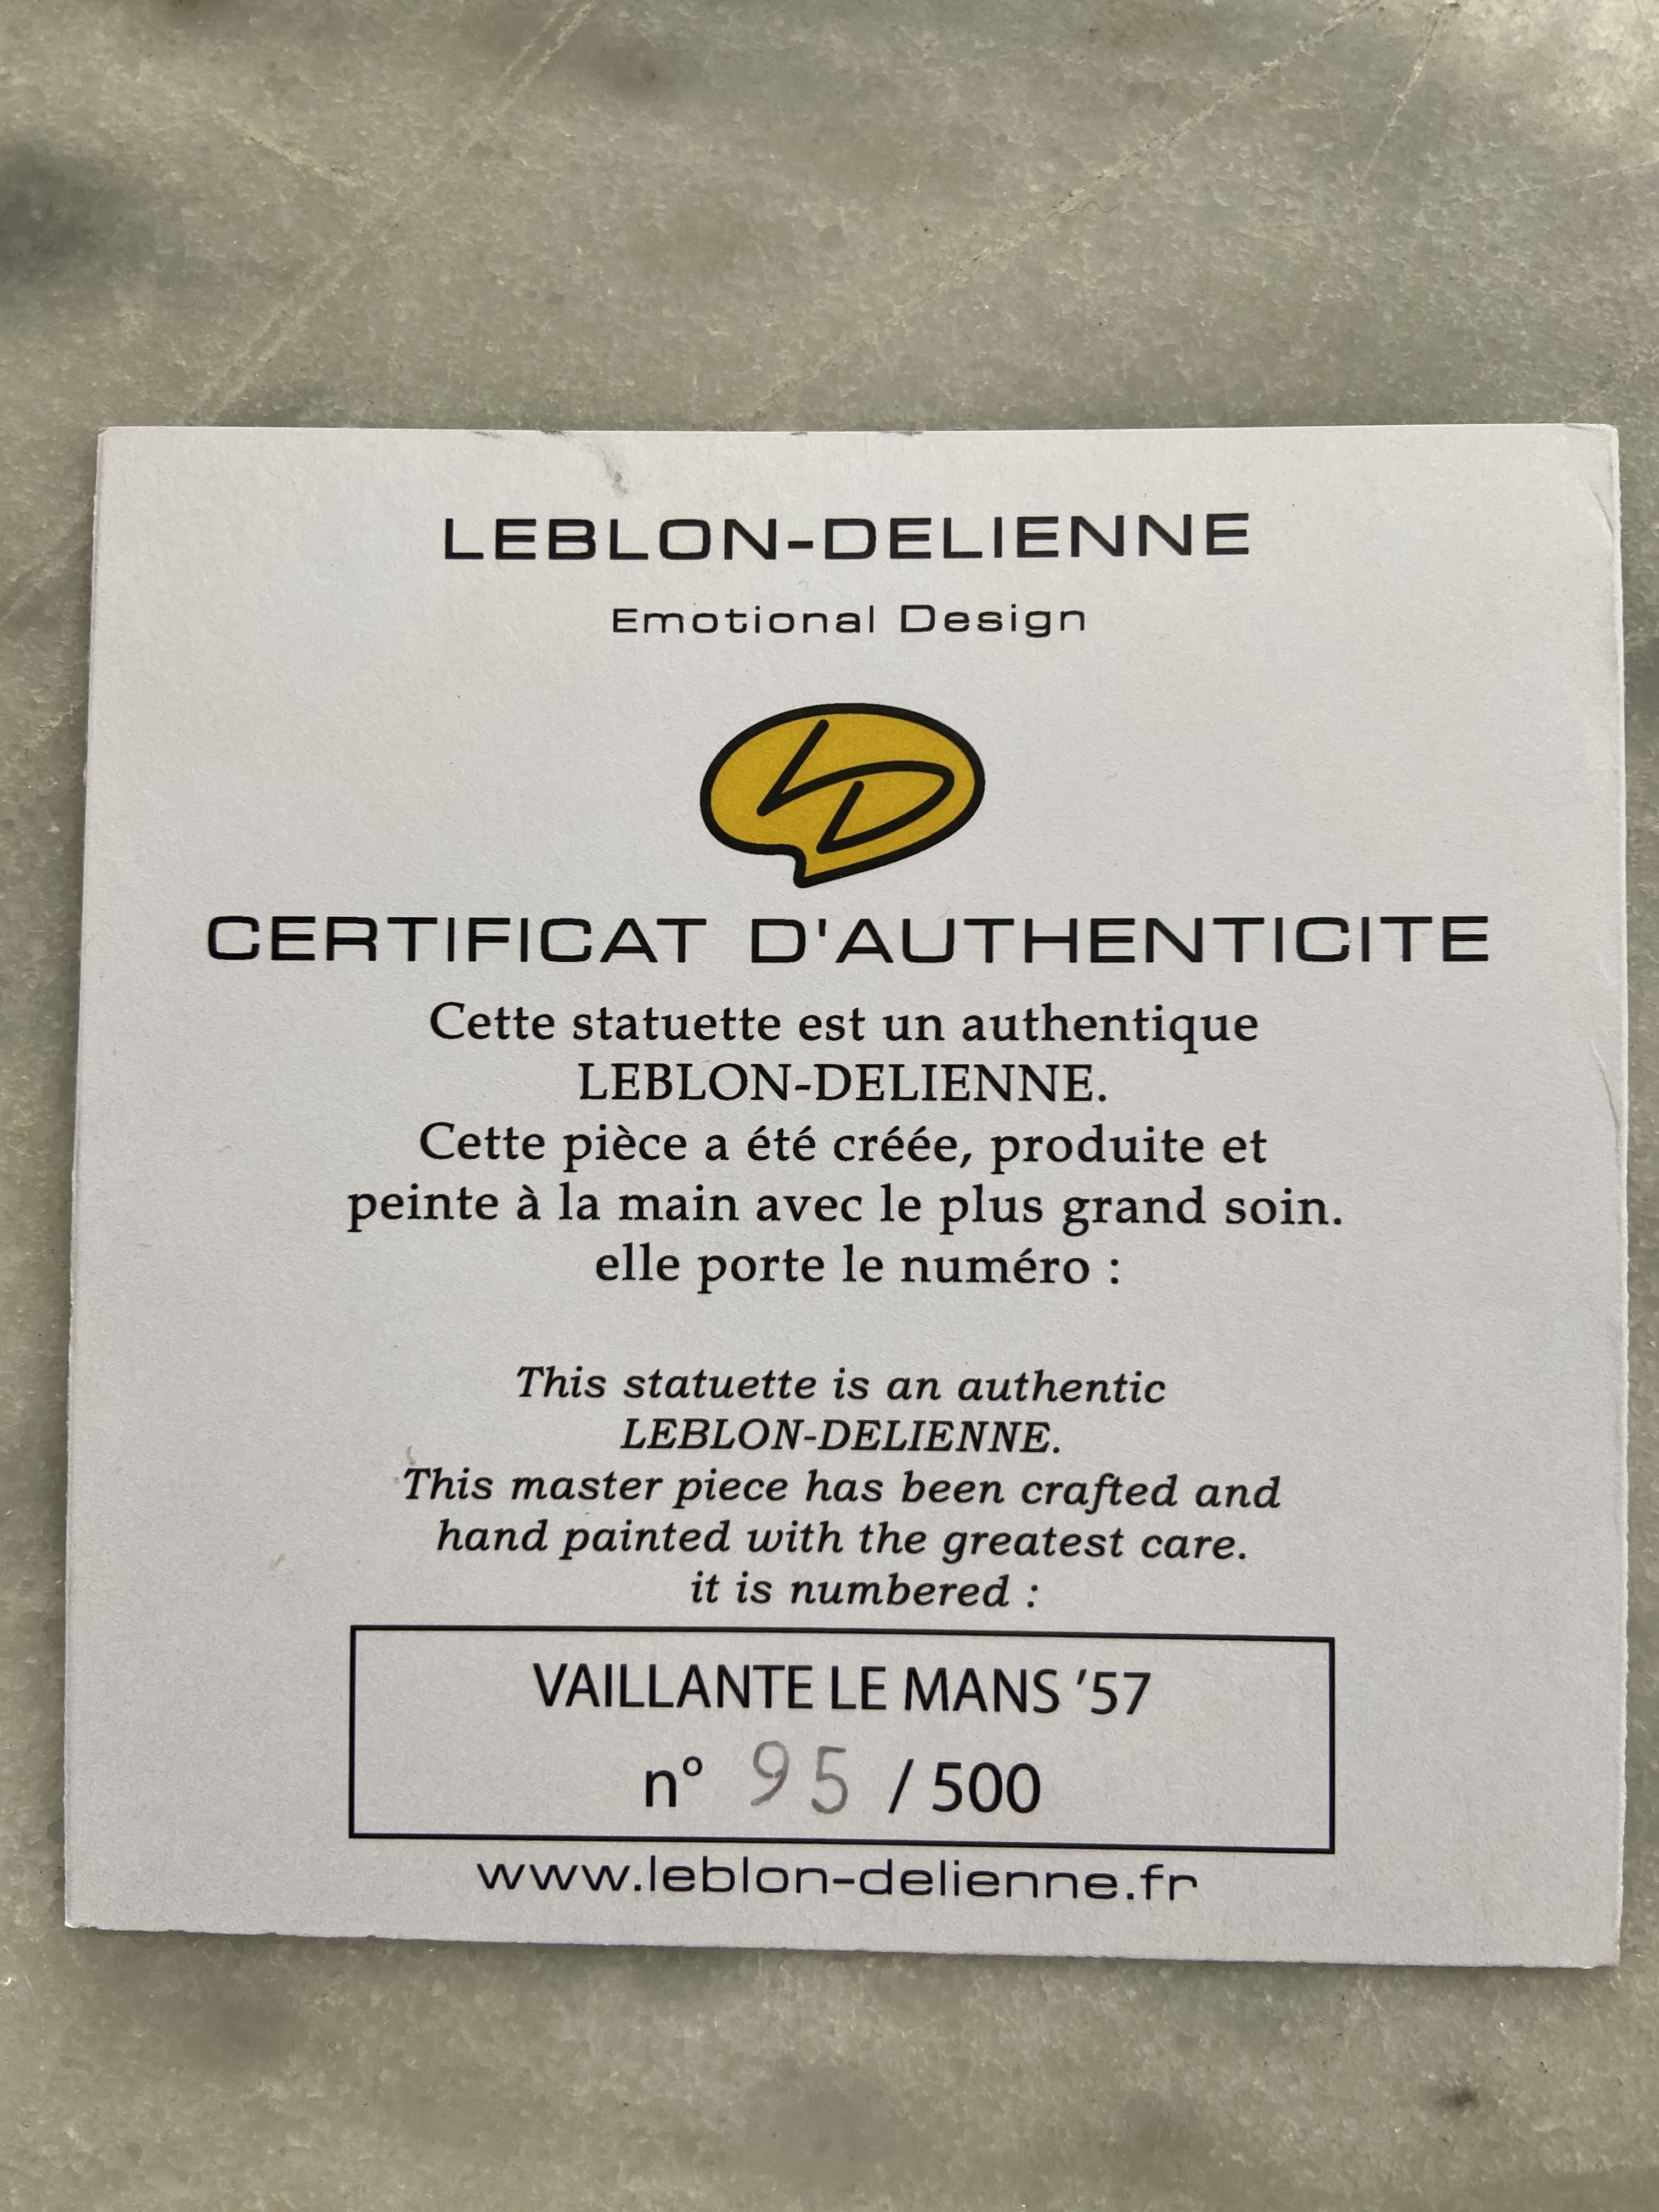 LEBLON-DELIENNE
Emotional Design
LD
CERTIFICAT D'AUTHENTICITE
Cette statuette est un authentique
LEBLON-DELIENNE.
Cette pièce a été créée, produite et
peinte à la main avec le plus grand soin.
elle porte le numéro :
This statuette is an authentic
LEBLON-DELIENNE.
This master piece has been crafted and
hand painted with the greatest care.
it is numbered :
VAILLANTE LE MANS '57
n° 95 / 500
www.leblon-delienne.fr